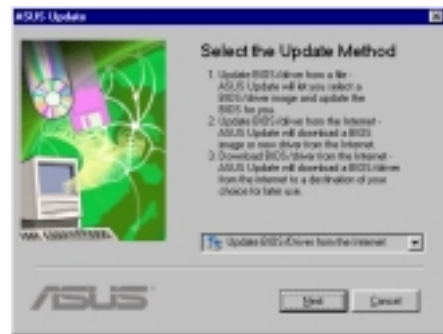 ASUS Update
Select the Update Method
1. Update BIOS/driver from a file -
ASUS Update will let you select a
BIOS/driver image and update the
BIOS for you.
2. Update BIOS/driver from the Internet -
ASUS Update will download a BIOS
image or new driver from the Internet.
3. Download BIOS/driver from the Internet -
ASUS Update will download a BIOS/driver
from the internet to a destination of your
choice for later use.
Update BIOS/Driver from the Internet
ASUS
Next
Cancel